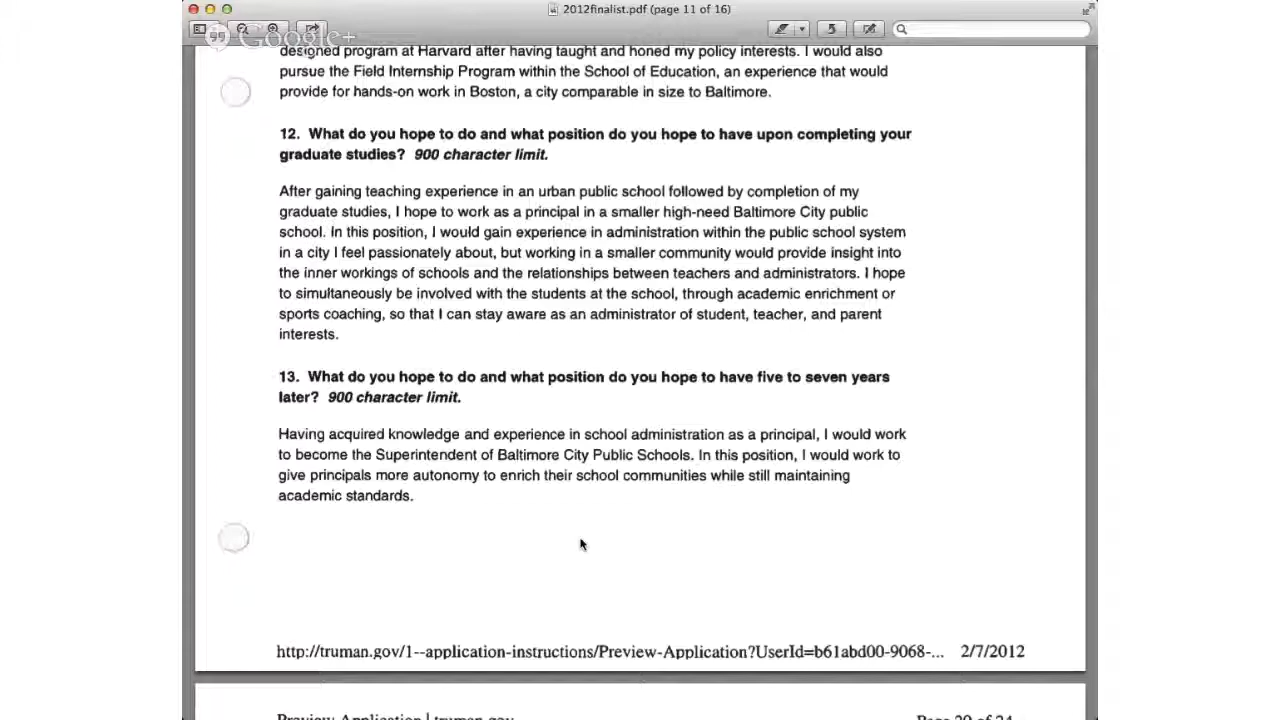 2012finalist.pdf (page 11 of 16)
Google+
designed program at Harvard after having taught and honed my policy interests. I would also
pursue the Field Internship Program within the School of Education, an experience that would
provide for hands-on work in Boston, a city comparable in size to Baltimore.
12. What do you hope to do and what position do you hope to have upon completing your
graduate studies? 900 character limit.
After gaining teaching experience in an urban public school followed by completion of my
graduate studies, I hope to work as a principal in a smaller high-need Baltimore City public
school. In this position, I would gain experience in administration within the public school system
in a city I feel passionately about, but working in a smaller community would provide insight into
the inner workings of schools and the relationships between teachers and administrators. I hope
to simultaneously be involved with the students at the school, through academic enrichment or
sports coaching, so that I can stay aware as an administrator of student, teacher, and parent
interests.
13. What do you hope to do and what position do you hope to have five to seven years
later? 900 character limit.
Having acquired knowledge and experience in school administration as a principal, I would work
to become the Superintendent of Baltimore City Public Schools. In this position, I would work to
give principals more autonomy to enrich their school communities while still maintaining
academic standards.
http://truman.gov/1--application-instructions/Preview-Application?UserId=b61abd00-9068-... 2/7/2012
Preview Application | truman.gov Page 20 of 24